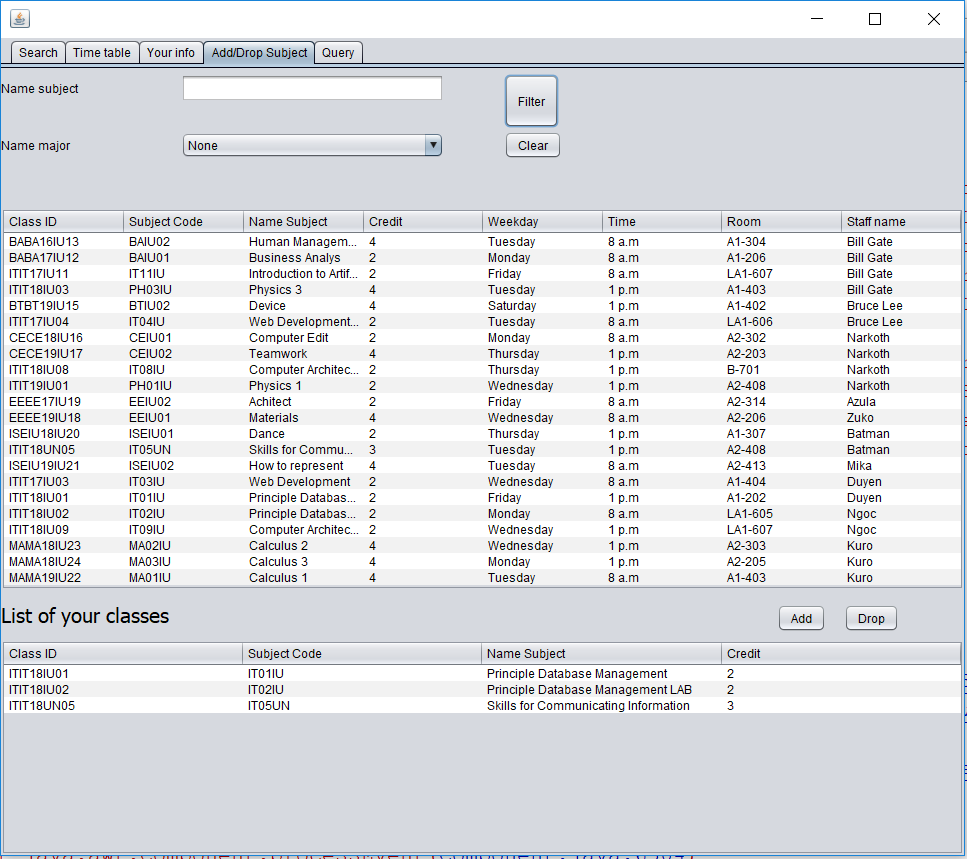 Search Time table Your info Add/Drop Subject Query
Name subject Filter
Name major None Clear
Class ID Subject Code Name Subject Credit Weekday Time Room Staff name
BABA16IU13 BAIU02 Human Managem... 4 Tuesday 8 a.m A1-304 Bill Gate
BABA17IU12 BAIU01 Business Analys 2 Monday 8 a.m A1-206 Bill Gate
ITIT17IU11 IT11IU Introduction to Artif... 2 Friday 8 a.m LA1-607 Bill Gate
ITIT18IU03 PH03IU Physics 3 4 Tuesday 1 p.m A1-403 Bill Gate
BTBT19IU15 BTIU02 Device 4 Saturday 1 p.m A1-402 Bruce Lee
ITIT17IU04 IT04IU Web Development... 2 Tuesday 8 a.m LA1-606 Bruce Lee
CECE18IU16 CEIU01 Computer Edit 2 Monday 8 a.m A2-302 Narkoth
CECE19IU17 CEIU02 Teamwork 4 Thursday 1 p.m A2-203 Narkoth
ITIT18IU08 IT08IU Computer Architec... 2 Thursday 1 p.m B-701 Narkoth
ITIT19IU01 PH01IU Physics 1 2 Wednesday 1 p.m A2-408 Narkoth
EEEE17IU19 EEIU02 Achitect 2 Friday 8 a.m A2-314 Azula
EEEE19IU18 EEIU01 Materials 4 Wednesday 8 a.m A2-206 Zuko
ISEIU18IU20 ISEIU01 Dance 2 Thursday 1 p.m A1-307 Batman
ITIT18UN05 IT05UN Skills for Commu... 3 Tuesday 1 p.m A2-408 Batman
ISEIU19IU21 ISEIU02 How to represent 4 Tuesday 8 a.m A2-413 Mika
ITIT17IU03 IT03IU Web Development 2 Wednesday 8 a.m A1-404 Duyen
ITIT18IU01 IT01IU Principle Databas... 2 Friday 1 p.m A1-202 Duyen
ITIT18IU02 IT02IU Principle Databas... 2 Monday 8 a.m LA1-605 Ngoc
ITIT18IU09 IT09IU Computer Architec... 2 Wednesday 1 p.m LA1-607 Ngoc
MAMA18IU23 MA02IU Calculus 2 4 Wednesday 1 p.m A2-303 Kuro
MAMA18IU24 MA03IU Calculus 3 4 Monday 1 p.m A2-205 Kuro
MAMA19IU22 MA01IU Calculus 1 4 Tuesday 8 a.m A1-403 Kuro
List of your classes Add Drop
Class ID Subject Code Name Subject Credit
ITIT18IU01 IT01IU Principle Database Management 2
ITIT18IU02 IT02IU Principle Database Management LAB 2
ITIT18UN05 IT05UN Skills for Communicating Information 3